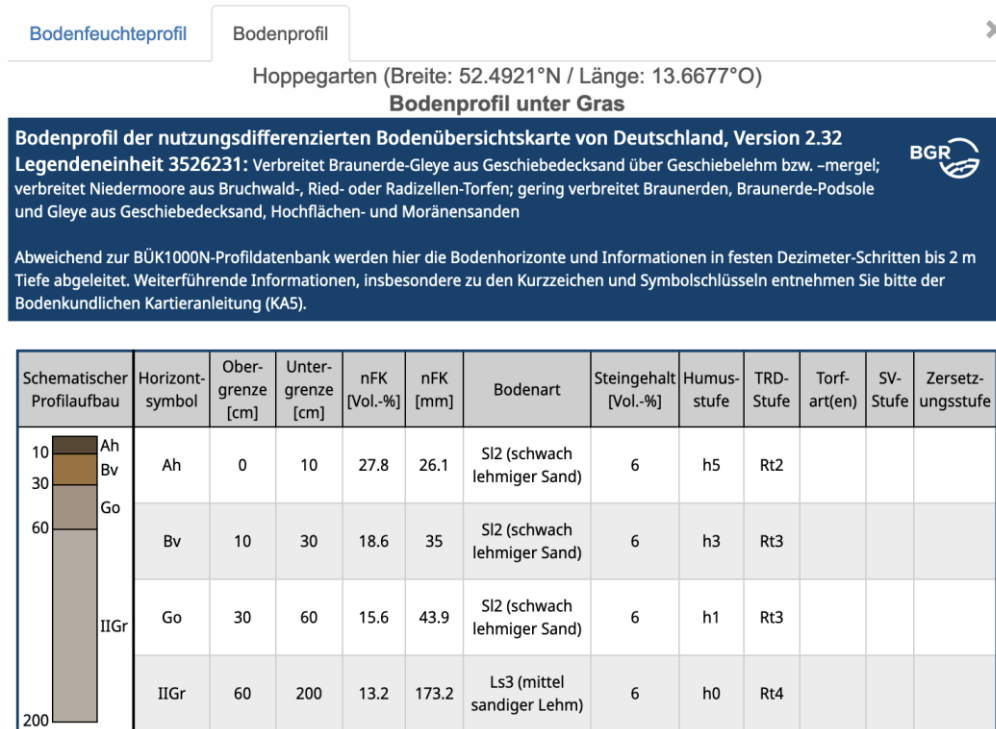 Bodenfeuchteprofil Bodenprofil ×
Hoppegarten (Breite: 52.4921°N / Länge: 13.6677°O)
Bodenprofil unter Gras
Bodenprofil der nutzungsdifferenzierten Bodenübersichtskarte von Deutschland, Version 2.32
Legendeneinheit 3526231: Verbreitet Braunerde-Gleye aus Geschiebedecksand über Geschiebelehm bzw. –mergel;
verbreitet Niedermoore aus Bruchwald-, Ried- oder Radizellen-Torfen; gering verbreitet Braunerden, Braunerde-Podsole
und Gleye aus Geschiebedecksand, Hochflächen- und Moränensanden
BGR
Abweichend zur BÜK1000N-Profildatenbank werden hier die Bodenhorizonte und Informationen in festen Dezimeter-Schritten bis 2 m
Tiefe abgeleitet. Weiterführende Informationen, insbesondere zu den Kurzzeichen und Symbolschlüsseln entnehmen Sie bitte der
Bodenkundlichen Kartieranleitung (KA5).
Schematischer
Profilaufbau
Horizont-
symbol
Ober-
grenze
[cm]
Unter-
grenze
[cm]
nFK
[Vol.-%]
nFK
[mm]
Bodenart
Steingehalt
[Vol.-%]
Humus-
stufe
TRD-
Stufe
Torf-
art(en)
SV-
Stufe
Zersetz-
ungsstufe
10 Ah
30 Bv
60 Go
IIGr
200
Ah 0 10 27.8 26.1 Sl2 (schwach
lehmiger Sand) 6 h5 Rt2
Bv 10 30 18.6 35 Sl2 (schwach
lehmiger Sand) 6 h3 Rt3
Go 30 60 15.6 43.9 Sl2 (schwach
lehmiger Sand) 6 h1 Rt3
IIGr 60 200 13.2 173.2 Ls3 (mittel
sandiger Lehm) 6 h0 Rt4